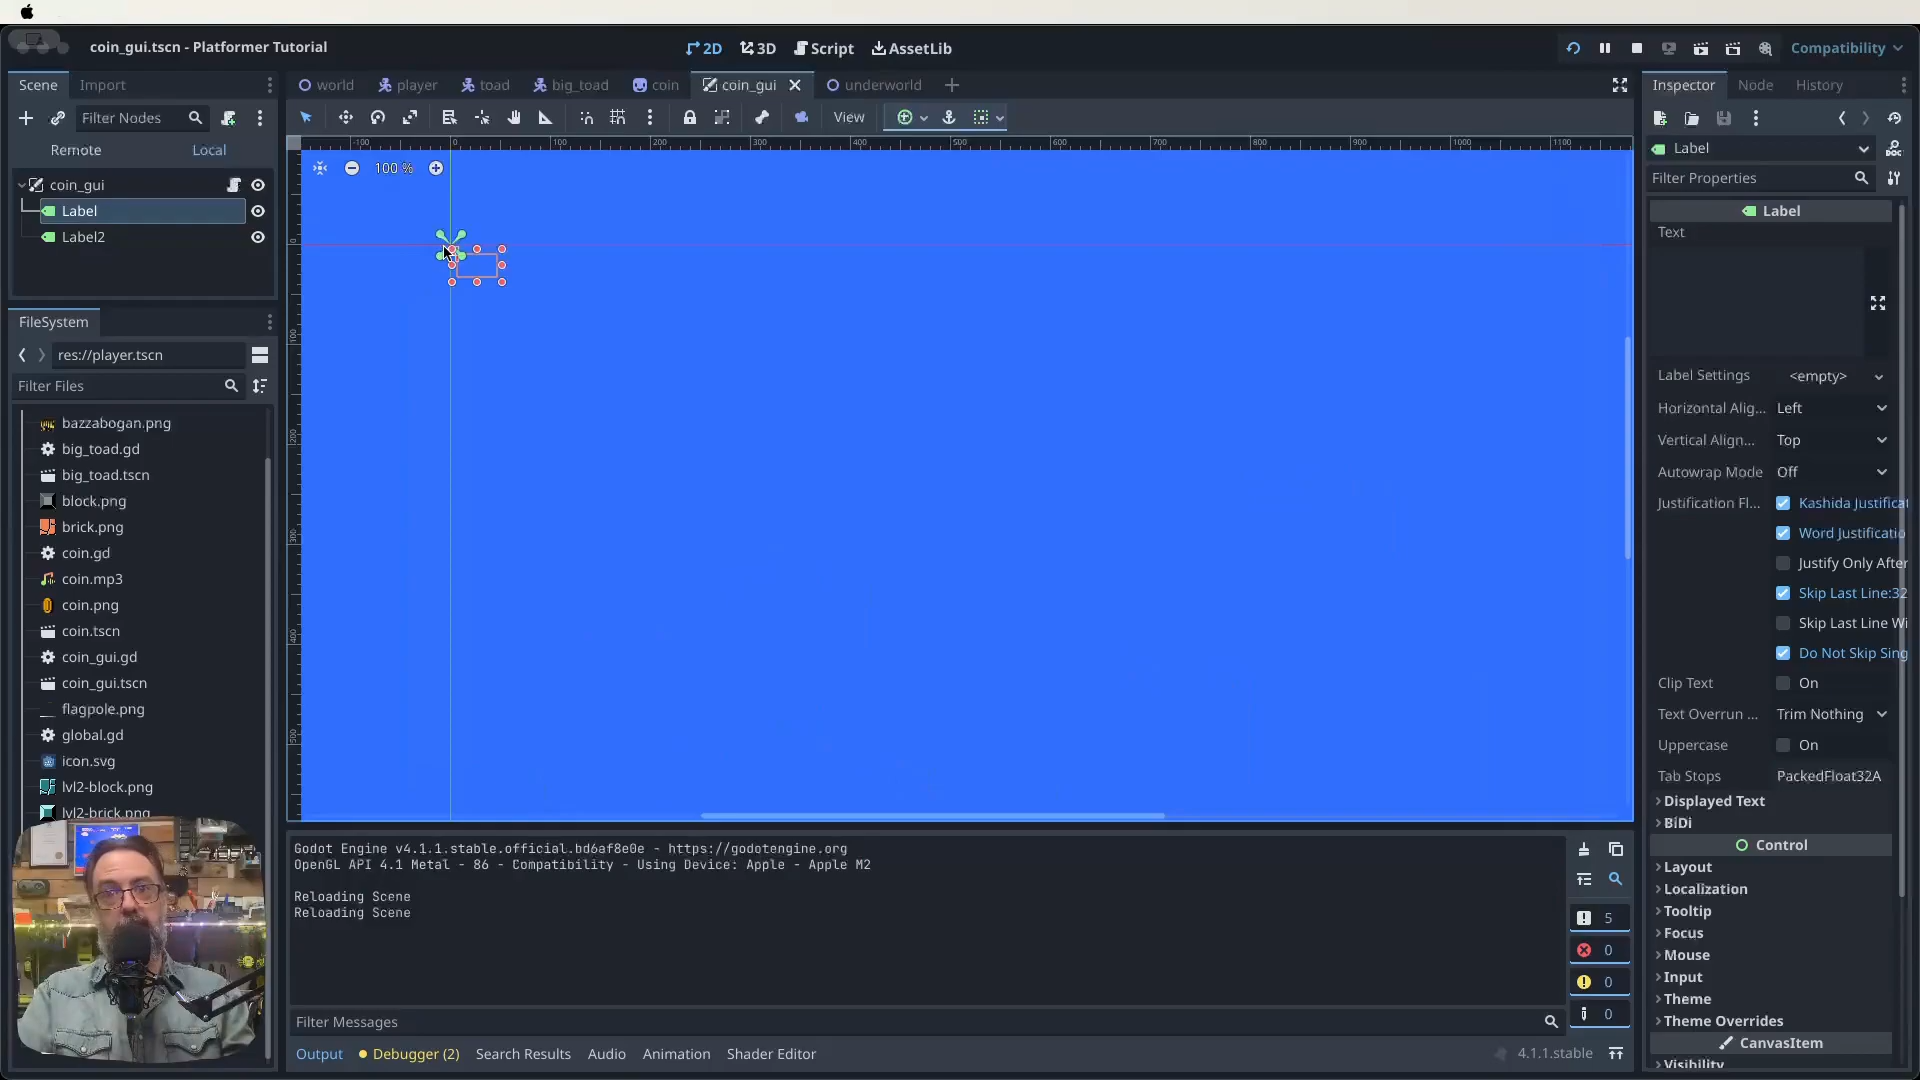 coin_gui.tscn - Platformer Tutorial
2D 3D Script AssetLib
Compatibility
Scene Import
world player toad big_toad coin coin_gui underworld
Inspector Node History
Filter Nodes
View
Remote Local
100 %
Label
Filter Properties
coin_gui
Label
Label2
Label
Text
FileSystem
res://player.tscn
Filter Files
bazzabogan.png
big_toad.gd
big_toad.tscn
block.png
brick.png
coin.gd
coin.mp3
coin.png
coin.tscn
coin_gui.gd
coin_gui.tscn
flagpole.png
global.gd
icon.svg
lvl2-block.png
lvl2-brick.png
Label Settings <empty>
Horizontal Alig... Left
Vertical Align... Top
Autowrap Mode Off
Justification Fl... Kashida Justificat
Word Justificatio
Justify Only After
Skip Last Line:32
Skip Last Line Wi
Do Not Skip Sing
Clip Text On
Text Overrun ... Trim Nothing
Uppercase On
Tab Stops PackedFloat32A
Displayed Text
BiDi
Control
Layout
Localization
Tooltip
Focus
Mouse
Input
Theme
Theme Overrides
CanvasItem
Visibility
Godot Engine v4.1.1.stable.official.bd6af8e0e - https://godotengine.org
OpenGL API 4.1 Metal - 86 - Compatibility - Using Device: Apple - Apple M2
Reloading Scene
Reloading Scene
5
0
0
0
Filter Messages
Output Debugger (2) Search Results Audio Animation Shader Editor
4.1.1.stable